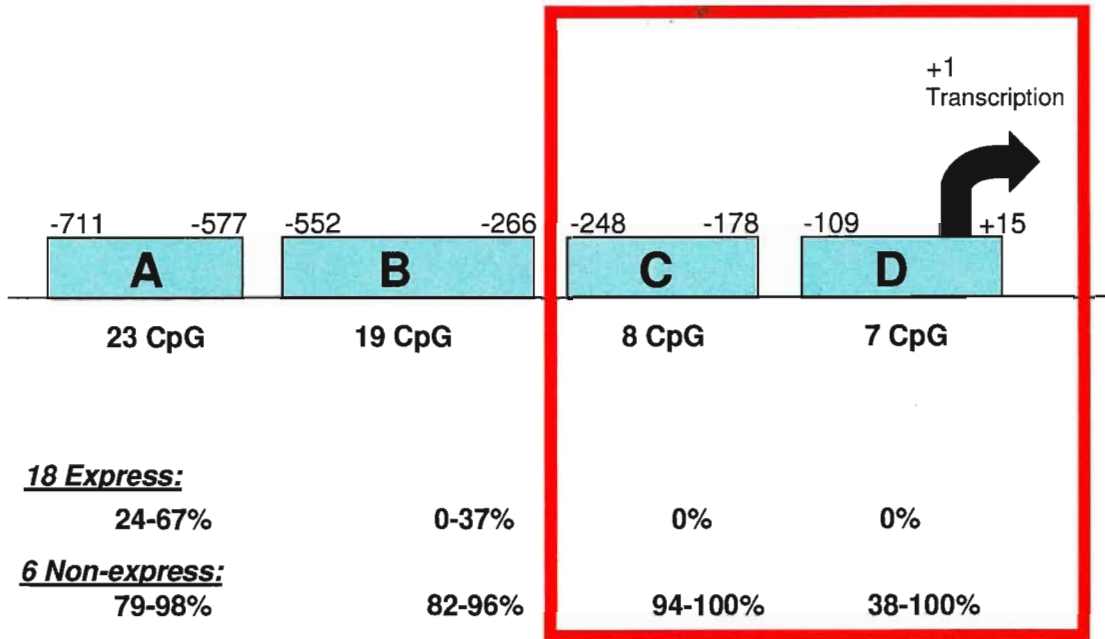 +1
Transcription
-711 -577 -552 -266 -248 -178 -109 +15
A B C D
23 CpG 19 CpG 8 CpG 7 CpG
18 Express:
24-67% 0-37% 0% 0%
6 Non-express:
79-98% 82-96% 94-100% 38-100%